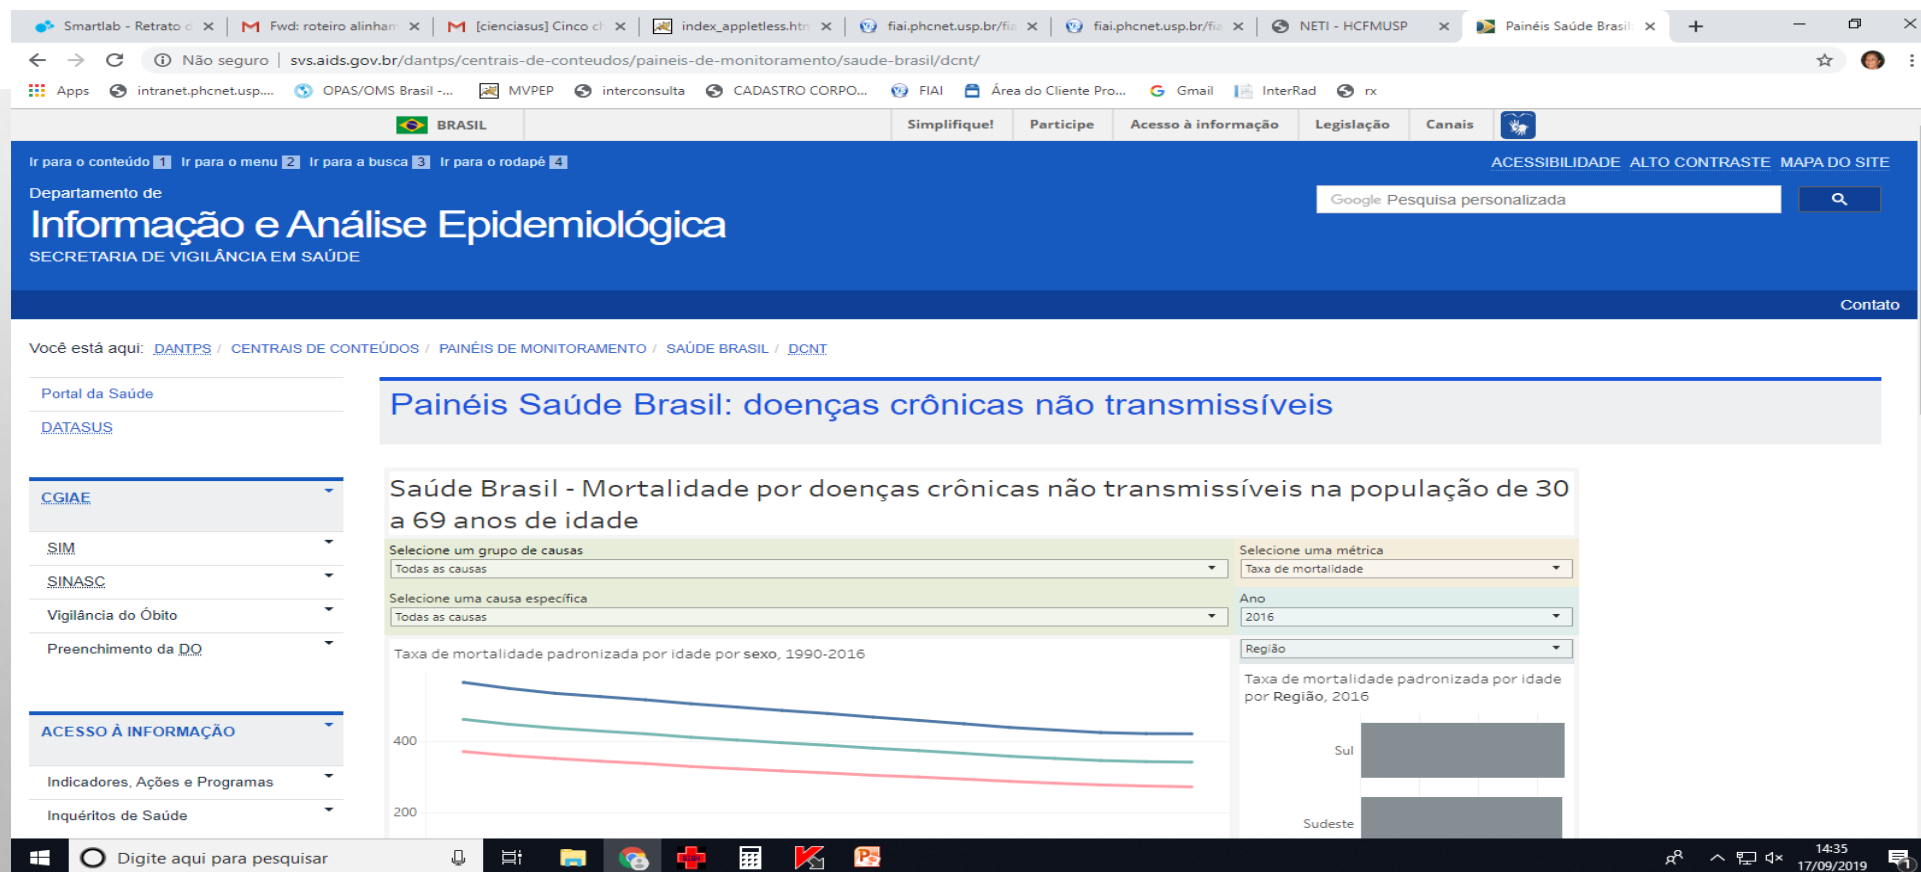 Smartlab - Retrato d
Fwd: roteiro alinham
[cienciasus] Cinco ch
index_appletless.htm
fiai.phcnet.usp.br/fia
fiai.phcnet.usp.br/fia
NETI - HCFMUSP
Painéis Saúde Brasil:
Não seguro | svs.aids.gov.br/dantps/centrais-de-conteudos/paineis-de-monitoramento/saude-brasil/dcnt/
Apps intranet.phcnet.usp.... OPAS/OMS Brasil -... MVPEP interconsulta CADASTRO CORPO... FIAI Área do Cliente Pro... Gmail InterRad rx
BRASIL Simplifique! Participe Acesso à informação Legislação Canais
Ir para o conteúdo 1 Ir para o menu 2 Ir para a busca 3 Ir para o rodapé 4
ACESSIBILIDADE ALTO CONTRASTE MAPA DO SITE
Departamento de
Informação e Análise Epidemiológica
SECRETARIA DE VIGILÂNCIA EM SAÚDE
Google Pesquisa personalizada
Contato
Você está aqui: DANTPS / CENTRAIS DE CONTEÚDOS / PAINÉIS DE MONITORAMENTO / SAÚDE BRASIL / DCNT
Portal da Saúde
DATASUS
CGIAE
SIM
SINASC
Vigilância do Óbito
Preenchimento da DO
ACESSO À INFORMAÇÃO
Indicadores, Ações e Programas
Inquéritos de Saúde
Painéis Saúde Brasil: doenças crônicas não transmissíveis
Saúde Brasil - Mortalidade por doenças crônicas não transmissíveis na população de 30
a 69 anos de idade
Selecione um grupo de causas
Todas as causas
Selecione uma causa específica
Todas as causas
Selecione uma métrica
Taxa de mortalidade
Ano
2016
Região
Taxa de mortalidade padronizada por idade por sexo, 1990-2016
400
200
Taxa de mortalidade padronizada por idade
por Região, 2016
Sul
Sudeste
Digite aqui para pesquisar
14:35
17/09/2019
1